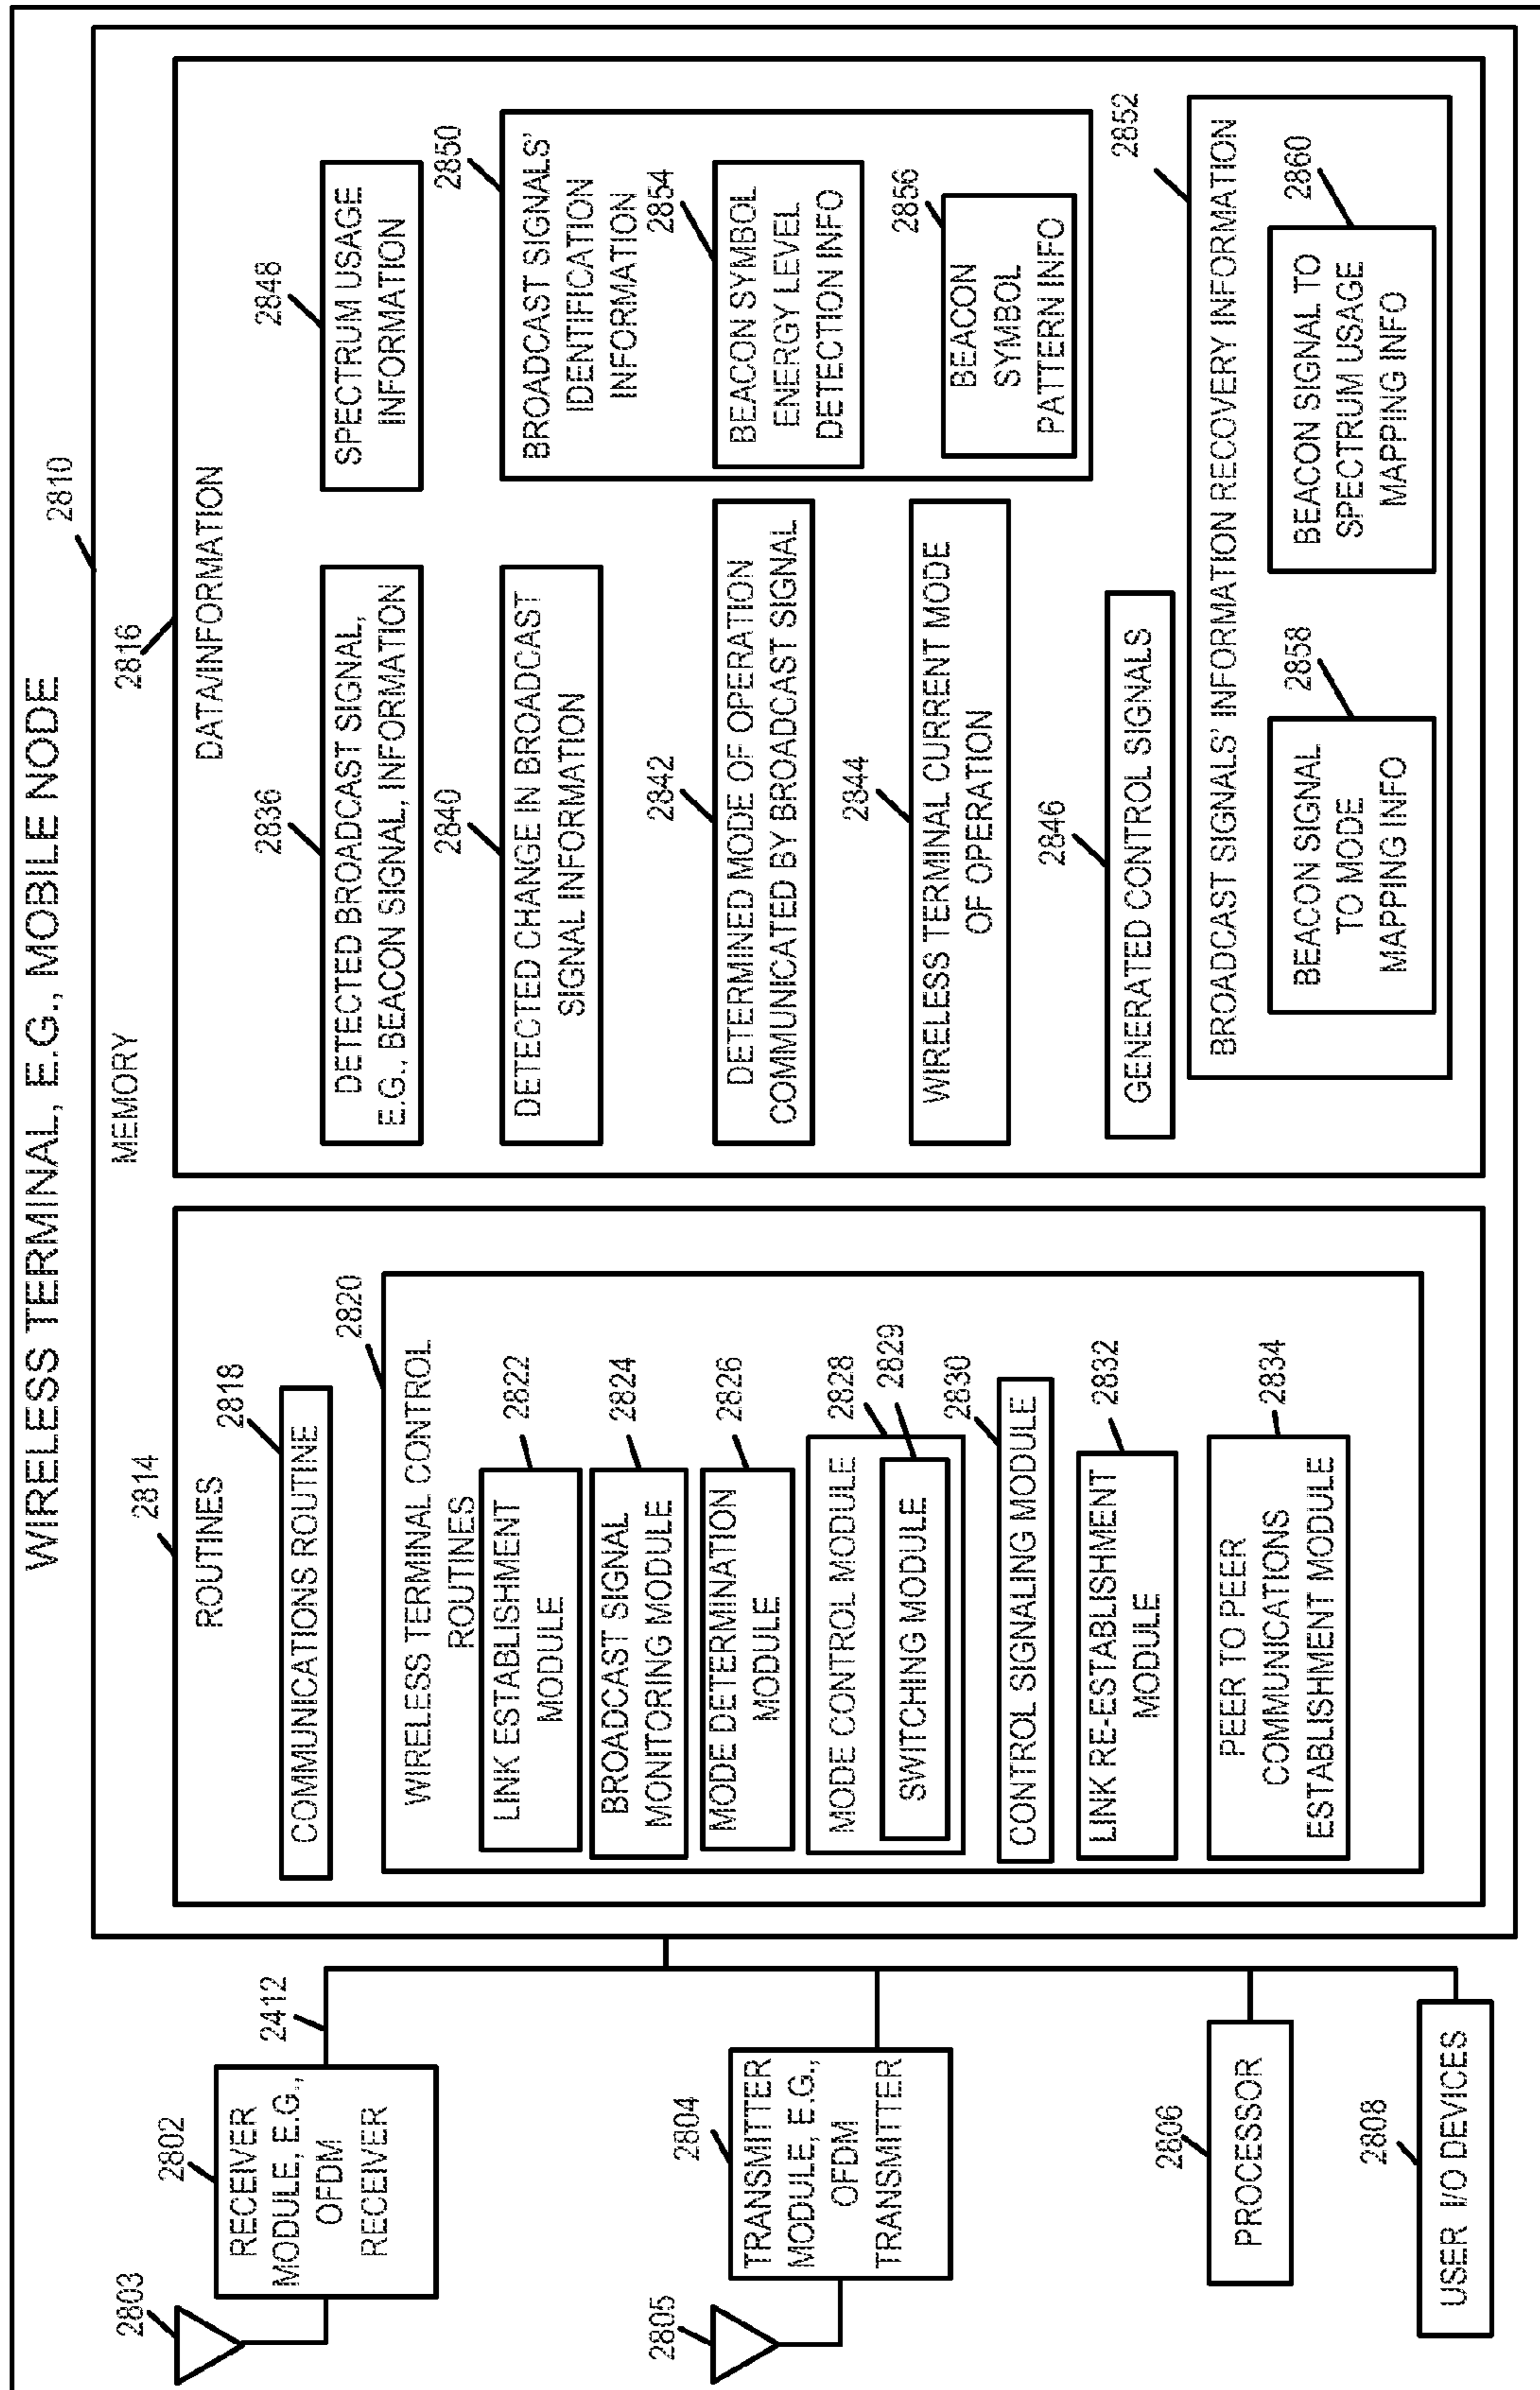 WIRELESS TERMINAL, E.G., MOBILE NODE
2810
MEMORY
2803
2802
RECEIVER
MODULE, E.G.,
OFDM
RECEIVER
2412
2805
2804
TRANSMITTER
MODULE, E.G.,
OFDM
TRANSMITTER
2806
PROCESSOR
2808
USER I/O DEVICES
2814
ROUTINES
2818
COMMUNICATIONS ROUTINE
2820
WIRELESS TERMINAL CONTROL
ROUTINES
2822
LINK ESTABLISHMENT
MODULE
2824
BROADCAST SIGNAL
MONITORING MODULE
2826
MODE DETERMINATION
MODULE
2828
MODE CONTROL MODULE
2829
SWITCHING MODULE
2830
CONTROL SIGNALING MODULE
2832
LINK RE-ESTABLISHMENT
MODULE
2834
PEER TO PEER
COMMUNICATIONS
ESTABLISHMENT MODULE
2816
DATA/INFORMATION
2836
DETECTED BROADCAST SIGNAL,
E.G., BEACON SIGNAL, INFORMATION
2840
DETECTED CHANGE IN BROADCAST
SIGNAL INFORMATION
2842
DETERMINED MODE OF OPERATION
COMMUNICATED BY BROADCAST SIGNAL
2844
WIRELESS TERMINAL CURRENT MODE
OF OPERATION
2846
GENERATED CONTROL SIGNALS
2848
SPECTRUM USAGE
INFORMATION
2850
BROADCAST SIGNALS'
IDENTIFICATION
INFORMATION
2854
BEACON SYMBOL
ENERGY LEVEL
DETECTION INFO
2856
BEACON
SYMBOL
PATTERN INFO
2852
BROADCAST SIGNALS' INFORMATION RECOVERY INFORMATION
2858
BEACON SIGNAL
TO MODE
MAPPING INFO
2860
BEACON SIGNAL TO
SPECTRUM USAGE
MAPPING INFO